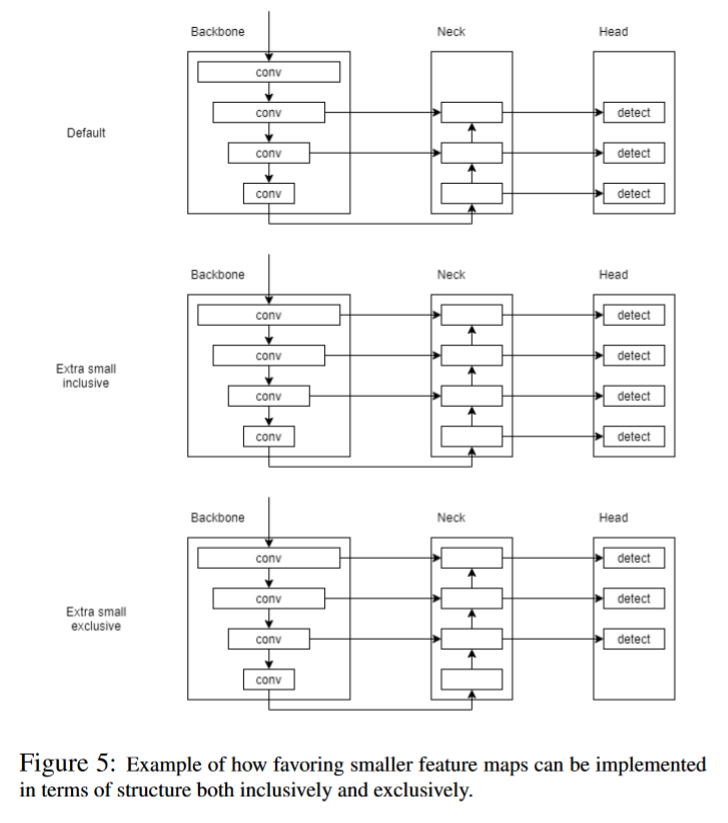 Backbone Neck Head
conv
conv detect
Default
conv detect
conv detect
Backbone Neck Head
conv detect
conv detect
Extra small
inclusive
conv detect
conv detect
Backbone Neck Head
conv detect
conv detect
Extra small
exclusive
conv detect
conv
Figure 5: Example of how favoring smaller feature maps can be implemented
in terms of structure both inclusively and exclusively.